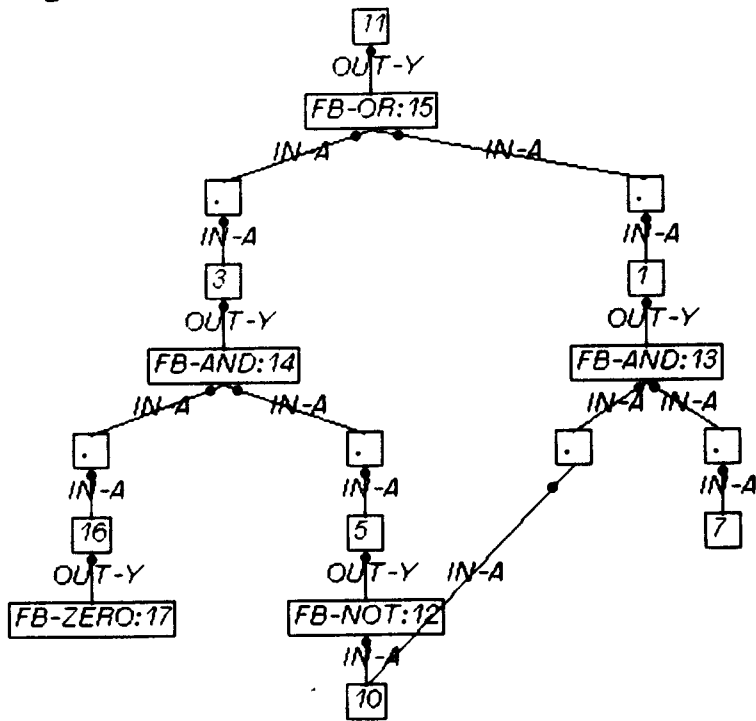 11
OUT-Y
FB-OR:15
IN-A IN-A
. .
IN-A IN-A
3 1
OUT-Y OUT-Y
FB-AND:14 FB-AND:13
IN-A IN-A IN-A IN-A
. . . .
IN-A IN-A IN-A
16 5 7
OUT-Y OUT-Y IN-A
FB-ZERO:17 FB-NOT:12
IN-A
10